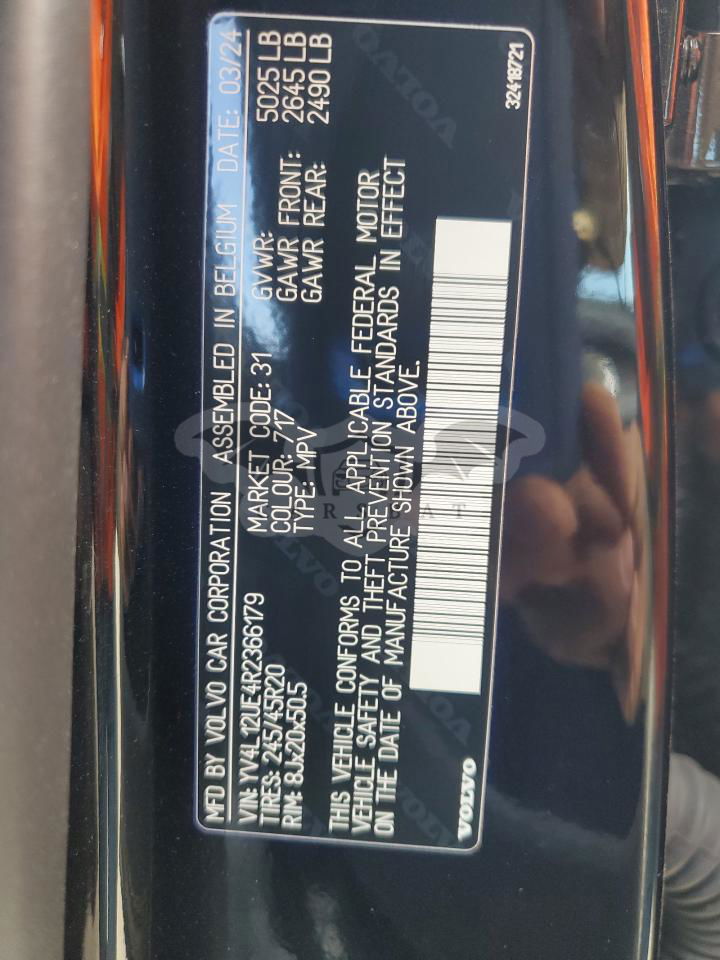 MFD BY VOLVO CAR CORPORATION ASSEMBLED IN BELGIUM DATE: 03/24
VIN: YV4L12UE4R2366179 MARKET CODE: 31 GVWR: 5025 LB
TIRES: 245/45R20 COLOUR: 717 GAWR FRONT: 2645 LB
RIM: 8Jx20x50.5 TYPE: MPV GAWR REAR: 2490 LB
THIS VEHICLE CONFORMS TO ALL APPLICABLE FEDERAL MOTOR
VEHICLE SAFETY AND THEFT PREVENTION STANDARDS IN EFFECT
ON THE DATE OF MANUFACTURE SHOWN ABOVE.
VOLVO 32418721